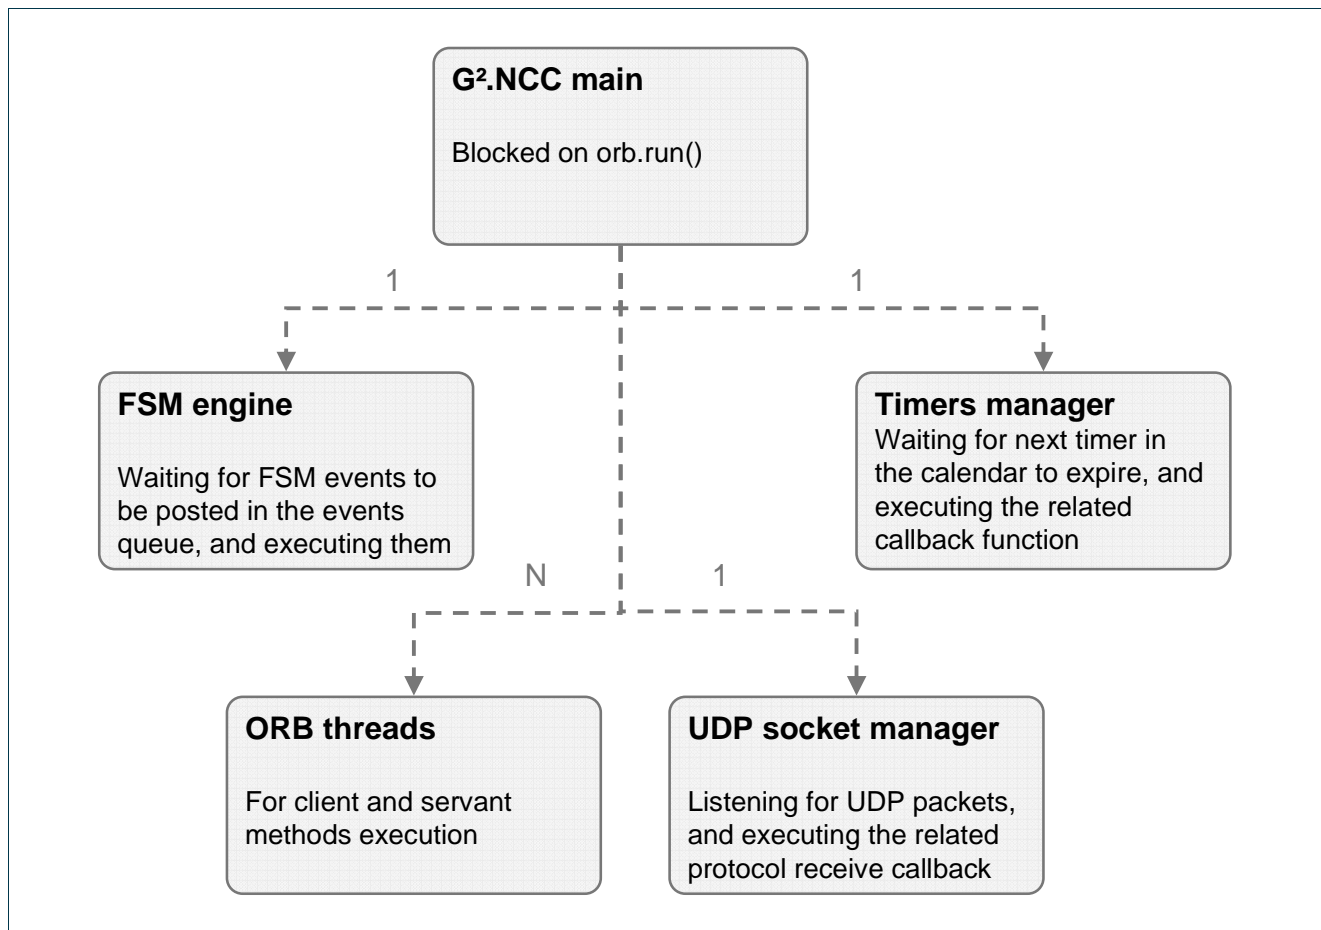 G².NCC main
Blocked on orb.run()
1
1
FSM engine
Waiting for FSM events to
be posted in the events
queue, and executing them
Timers manager
Waiting for next timer in
the calendar to expire, and
executing the related
callback function
N
1
ORB threads
For client and servant
methods execution
UDP socket manager
Listening for UDP packets,
and executing the related
protocol receive callback